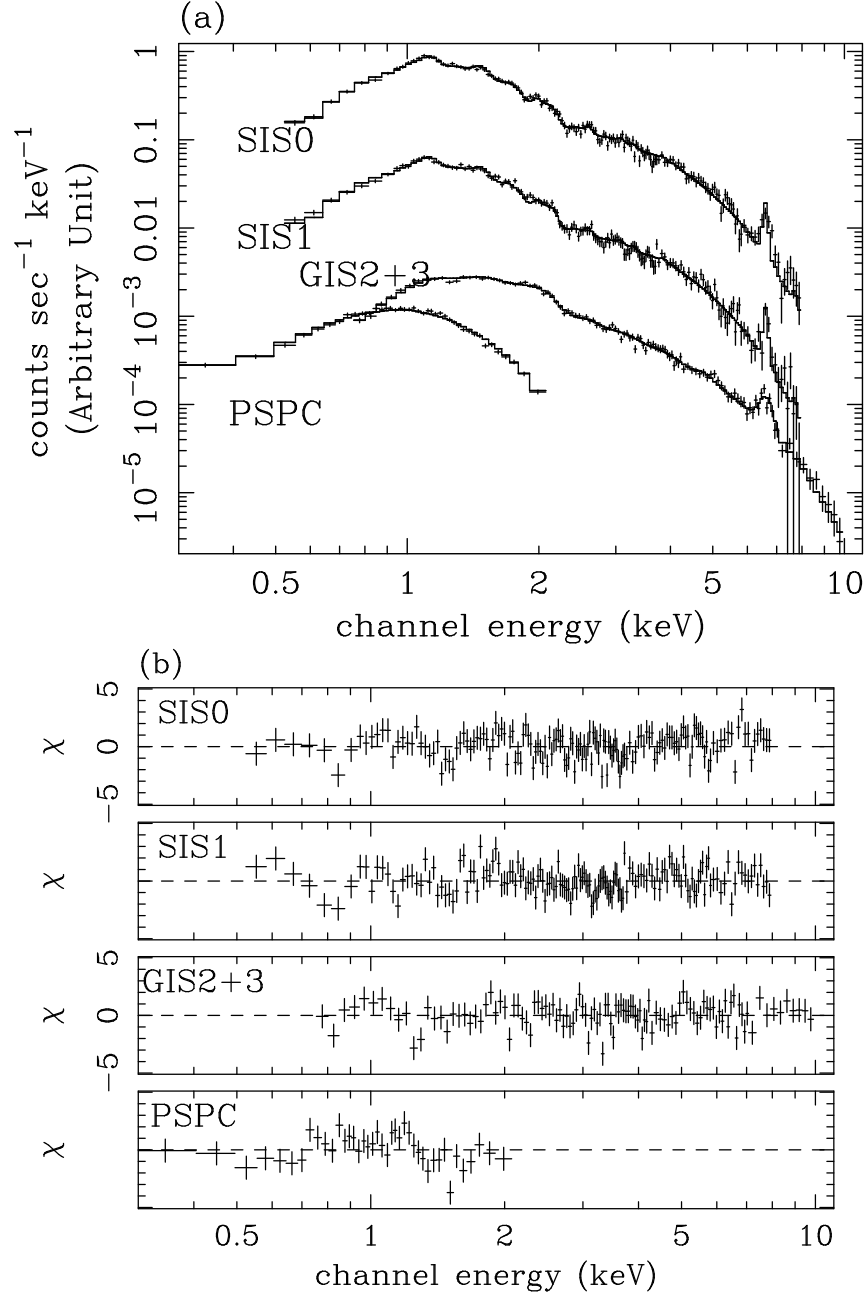 (a)
counts sec⁻¹ keV⁻¹
(Arbitrary Unit)
1
0.1
0.01
10⁻³
10⁻⁴
10⁻⁵
SIS0
SIS1
GIS2+3
PSPC
0.5 1 2 5 10
channel energy (keV)
(b)
χ
5
0
−5
SIS0
χ
SIS1
χ
5
0
−5
GIS2+3
χ
PSPC
0.5 1 2 5 10
channel energy (keV)